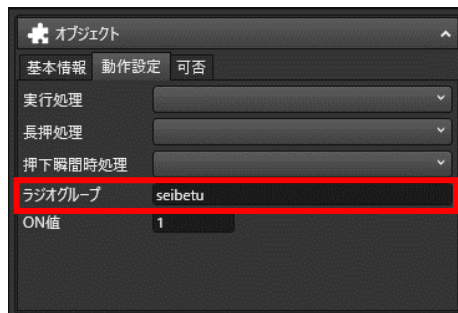 オブジェクト
基本情報 動作設定 可否
実行処理
長押処理
押下瞬間時処理
ラジオグループ seibetu
ON値 1